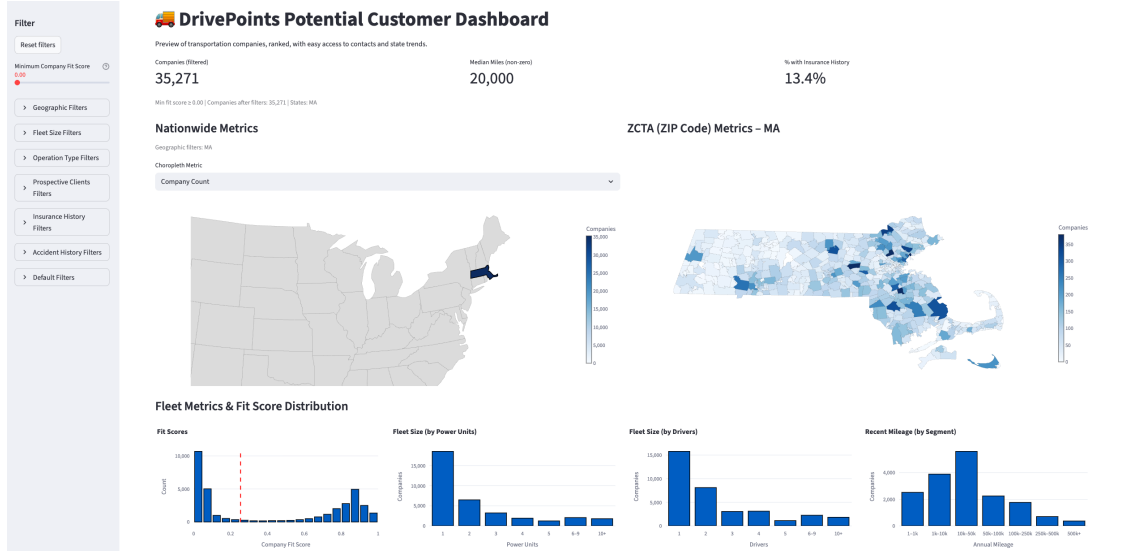 Filter
Reset filters
Minimum Company Fit Score
0.00
Geographic Filters
Fleet Size Filters
Operation Type Filters
Prospective Clients
Filters
Insurance History
Filters
Accident History Filters
Default Filters
DrivePoints Potential Customer Dashboard
Preview of transportation companies, ranked, with easy access to contacts and state trends.
Companies (filtered)
35,271
Median Miles (non-zero)
20,000
% with Insurance History
13.4%
Min fit score ≥ 0.00 | Companies after filters: 35,271 | States: MA
Nationwide Metrics
Geographic filters: MA
Choropleth Metric
Company Count
Companies
35,000
30,000
25,000
20,000
15,000
10,000
5,000
0
ZCTA (ZIP Code) Metrics – MA
Companies
350
300
250
200
150
100
50
0
Fleet Metrics & Fit Score Distribution
Fit Scores
Count
10,000
5,000
0
0 0.2 0.4 0.6 0.8 1
Company Fit Score
Fleet Size (by Power Units)
Companies
15,000
10,000
5,000
0
1 2 3 4 5 6-9 10+
Power Units
Fleet Size (by Drivers)
Companies
15,000
10,000
5,000
0
1 2 3 4 5 6-9 10+
Drivers
Recent Mileage (by Segment)
Companies
4,000
2,000
0
1–1k 1k-10k 10k–50k 50k–100k 100k-250k 250k–300k 300k+
Annual Mileage